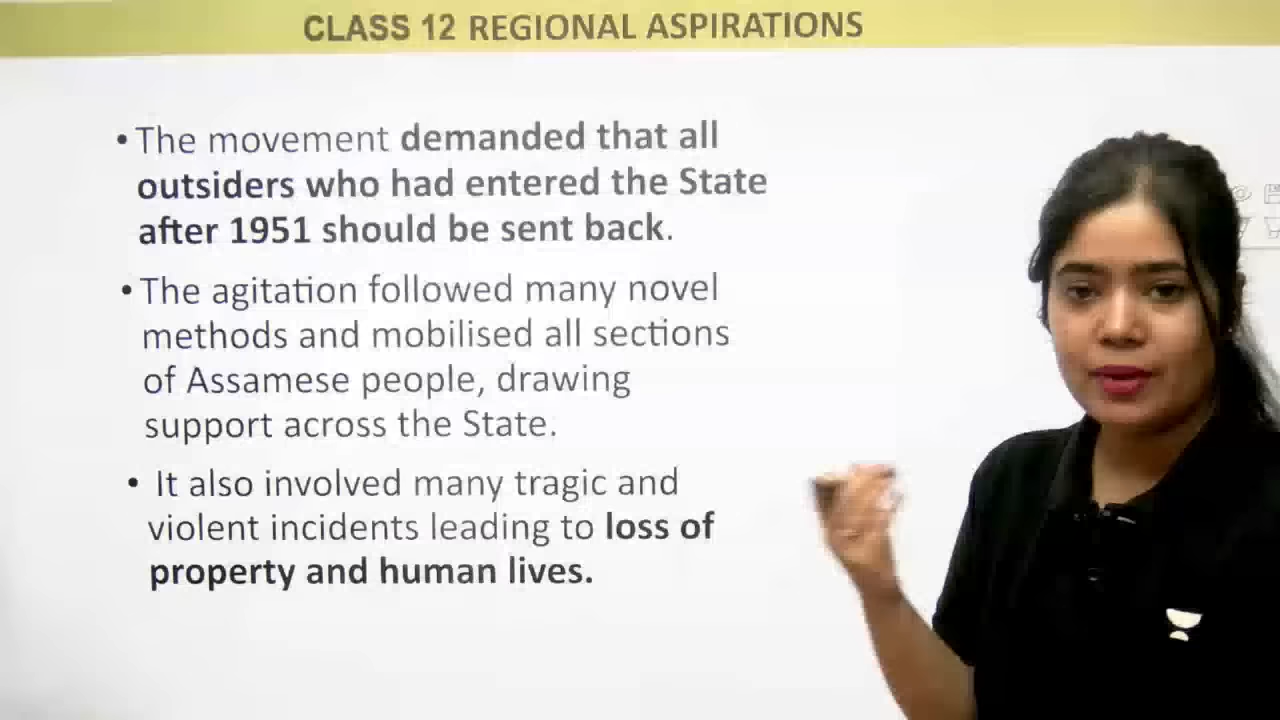 CLASS 12 REGIONAL ASPIRATIONS
• The movement demanded that all
outsiders who had entered the State
after 1951 should be sent back.
• The agitation followed many novel
methods and mobilised all sections
of Assamese people, drawing
support across the State.
• It also involved many tragic and
violent incidents leading to loss of
property and human lives.